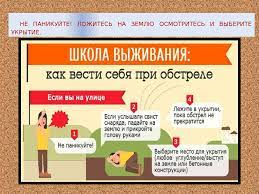 НЕ ПАНИКУЙТЕ! ЛОЖИТЕСЬ НА ЗЕМЛЮ ОСМОТРИТЕСЬ И ВЫБЕРИТЕ
УКРЫТИЕ.
ШКОЛА ВЫЖИВАНИЯ:
как вести себя при обстреле
Если вы на улице
1
Не паникуйте!
2
Если услышали свист
снаряда, падайте на
землю и прикройте
голову руками
3
Выберите место для укрытия
(любое углубление/выступ
на земле или бетонные
конструкции)
4
Лежите в укрытии,
пока обстрел не
прекратится